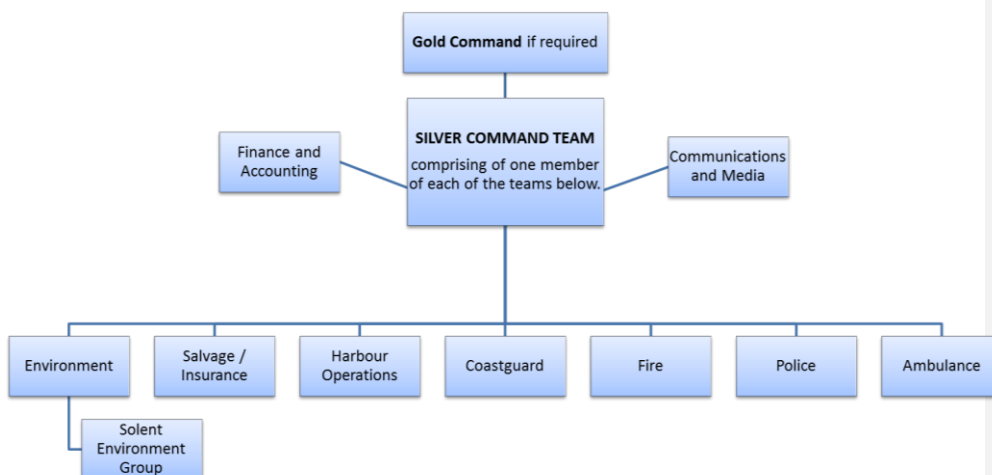 Gold Command if required
SILVER COMMAND TEAM
comprising of one member
of each of the teams below.
Finance and
Accounting
Communications
and Media
Environment
Salvage /
Insurance
Harbour
Operations
Coastguard
Fire
Police
Ambulance
Solent
Environment
Group